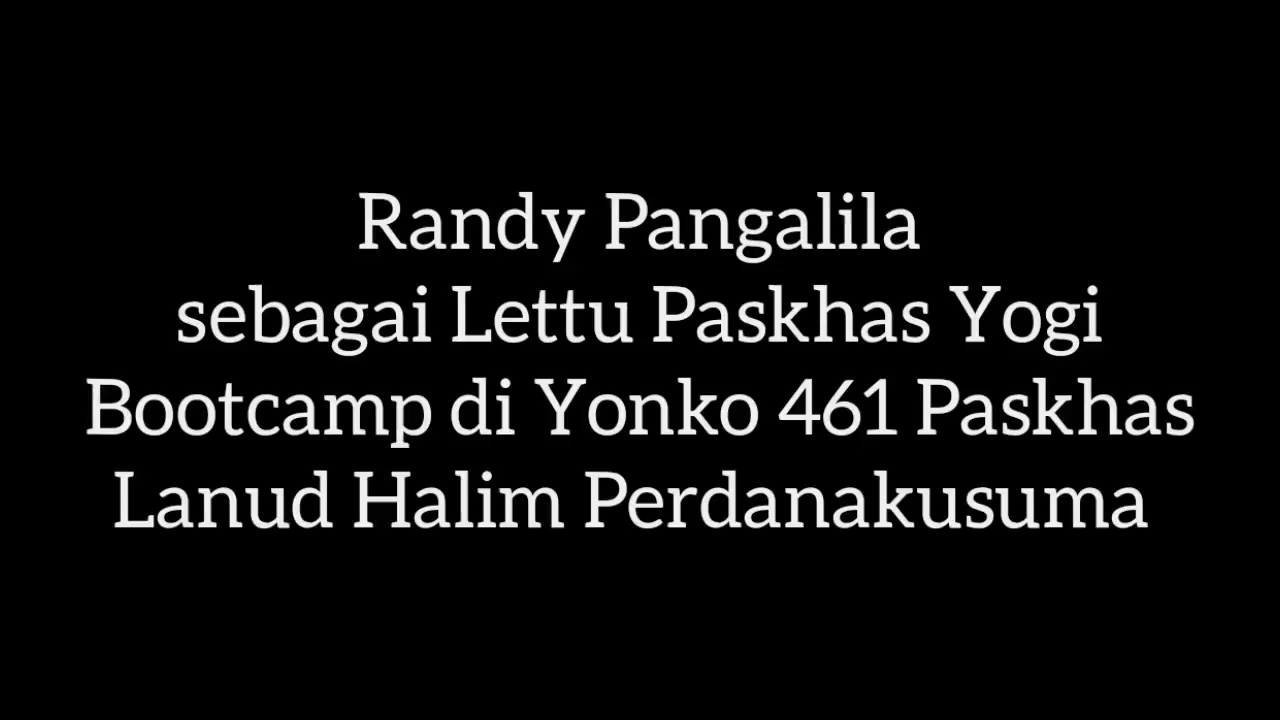 Randy Pangalila
sebagai Lettu Paskhas Yogi
Bootcamp di Yonko 461 Paskhas
Lanud Halim Perdanakusuma